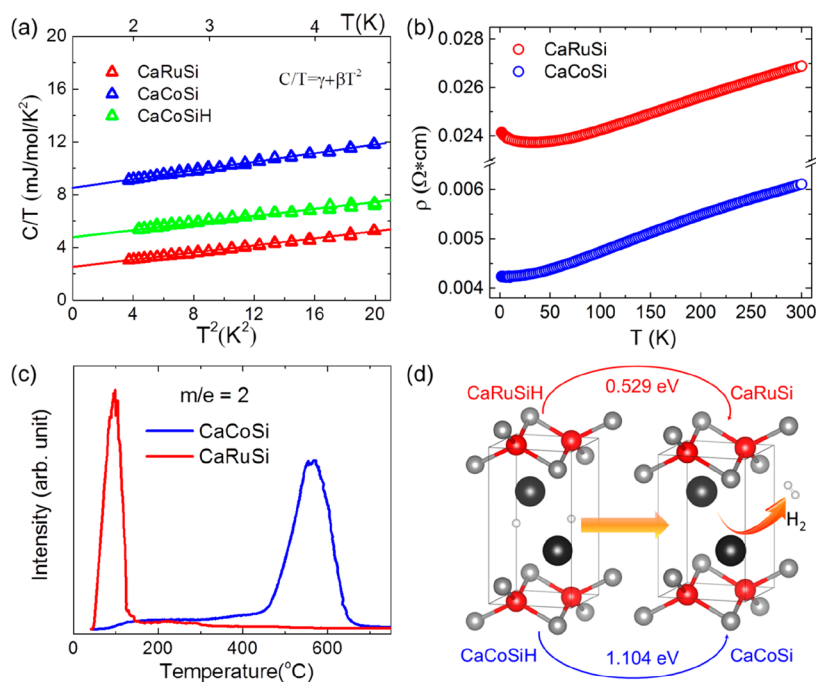 (a)
T(K)
2 3 4
20
16
12
8
4
0
CaRuSi
CaCoSi
CaCoSiH
C/T=γ+βT²
C/T (mJ/mol/K²)
0 4 8 12 16 20
T²(K²)
(b)
0.028
0.026
0.024
0.006
0.005
0.004
CaRuSi
CaCoSi
ρ (Ω*cm)
0 50 100 150 200 250 300
T (K)
(c)
m/e = 2
CaCoSi
CaRuSi
Intensity (arb. unit)
0 200 400 600
Temperature(°C)
(d)
CaRuSiH
0.529 eV
CaRuSi
H₂
CaCoSiH
1.104 eV
CaCoSi